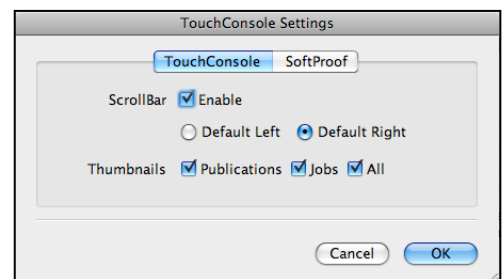 TouchConsole Settings
TouchConsole SoftProof
ScrollBar Enable
Default Left Default Right
Thumbnails Publications Jobs All
Cancel OK